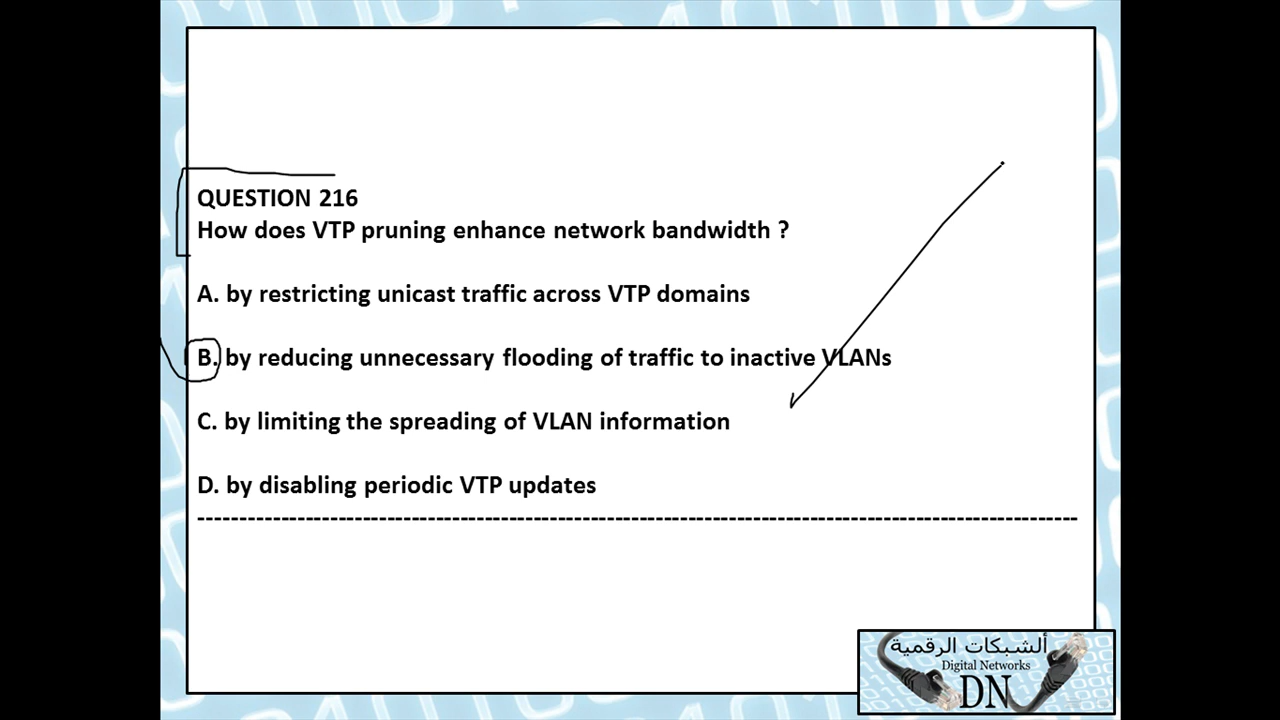 QUESTION 216
How does VTP pruning enhance network bandwidth ?
A. by restricting unicast traffic across VTP domains
B. by reducing unnecessary flooding of traffic to inactive VLANs
C. by limiting the spreading of VLAN information
D. by disabling periodic VTP updates
--------------------------------------------------------------------------------------------------------
ألشبكات الرقمية
Digital Networks
DN